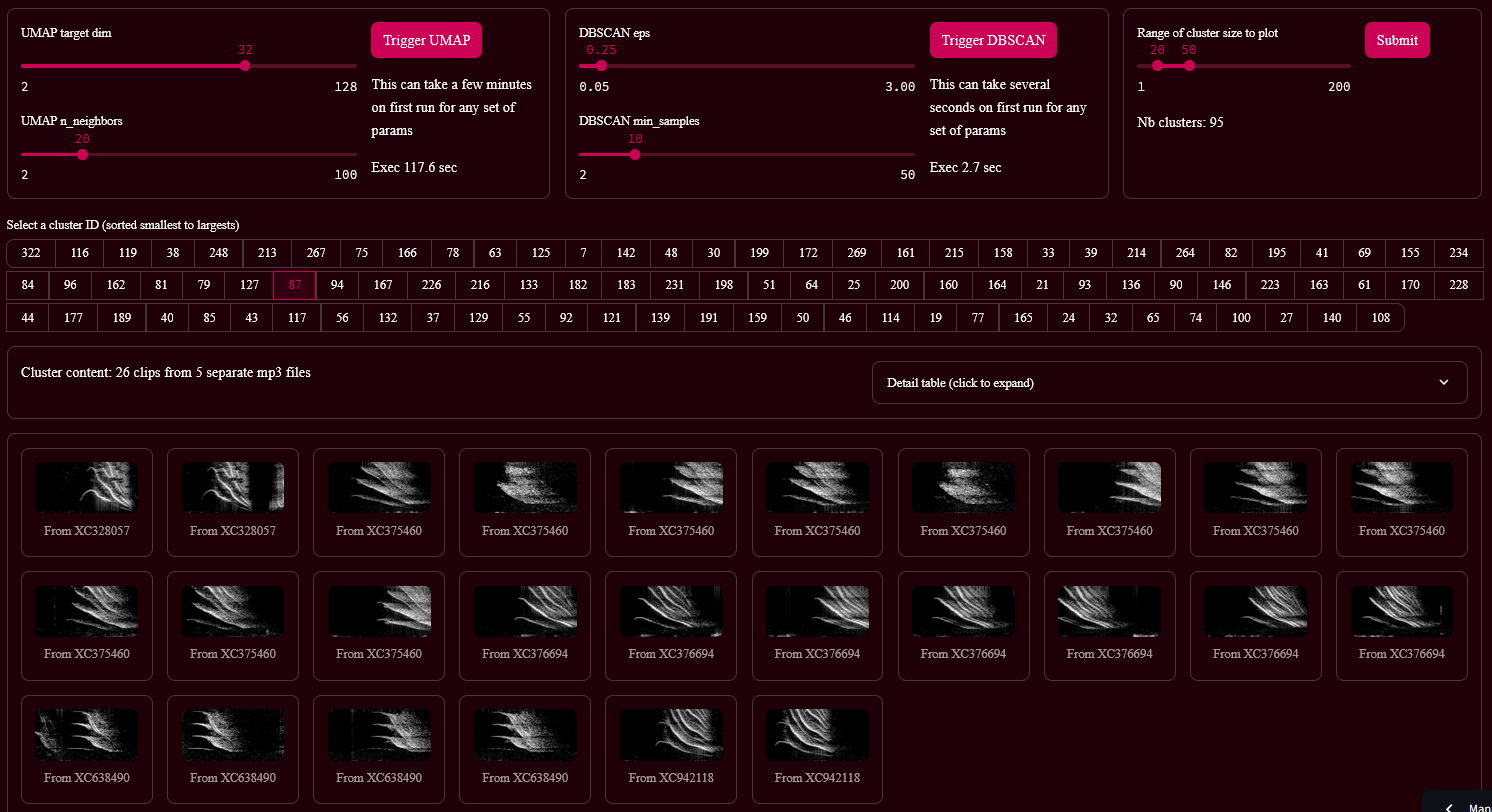 UMAP target dim
32
2 128
UMAP n_neighbors
20
2 100
Trigger UMAP
This can take a few minutes
on first run for any set of
params
Exec 117.6 sec
DBSCAN eps
0.25
0.05 3.00
DBSCAN min_samples
10
2 50
Trigger DBSCAN
This can take several
seconds on first run for any
set of params
Exec 2.7 sec
Range of cluster size to plot
20 50
1 200
Nb clusters: 95
Submit
Select a cluster ID (sorted smallest to largests)
322 116 119 38 248 213 267 75 166 78 63 125 7 142 48 30 199 172 269 161 215 158 33 39 214 264 82 195 41 69 155 234
84 96 162 81 79 127 87 94 167 226 216 133 182 183 231 198 51 64 25 200 160 164 21 93 136 90 146 223 163 61 170 228
44 177 189 40 85 43 117 56 132 37 129 55 92 121 139 191 159 50 46 114 19 77 165 24 32 65 74 100 27 140 108
Cluster content: 26 clips from 5 separate mp3 files
Detail table (click to expand)
From XC328057 From XC328057 From XC375460 From XC375460 From XC375460 From XC375460 From XC375460 From XC375460 From XC375460 From XC375460
From XC375460 From XC375460 From XC375460 From XC376694 From XC376694 From XC376694 From XC376694 From XC376694 From XC376694 From XC376694
From XC638490 From XC638490 From XC638490 From XC638490 From XC942118 From XC942118